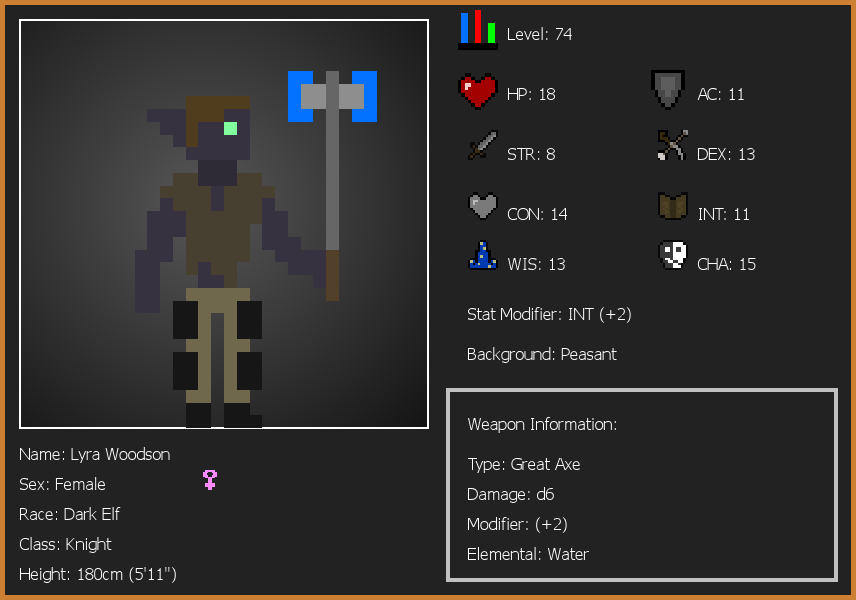 Level: 74
HP: 18
AC: 11
STR: 8
DEX: 13
CON: 14
INT: 11
WIS: 13
CHA: 15
Stat Modifier: INT (+2)
Background: Peasant
Weapon Information:
Type: Great Axe
Damage: d6
Modifier: (+2)
Elemental: Water
Name: Lyra Woodson
Sex: Female
Race: Dark Elf
Class: Knight
Height: 180cm (5'11")